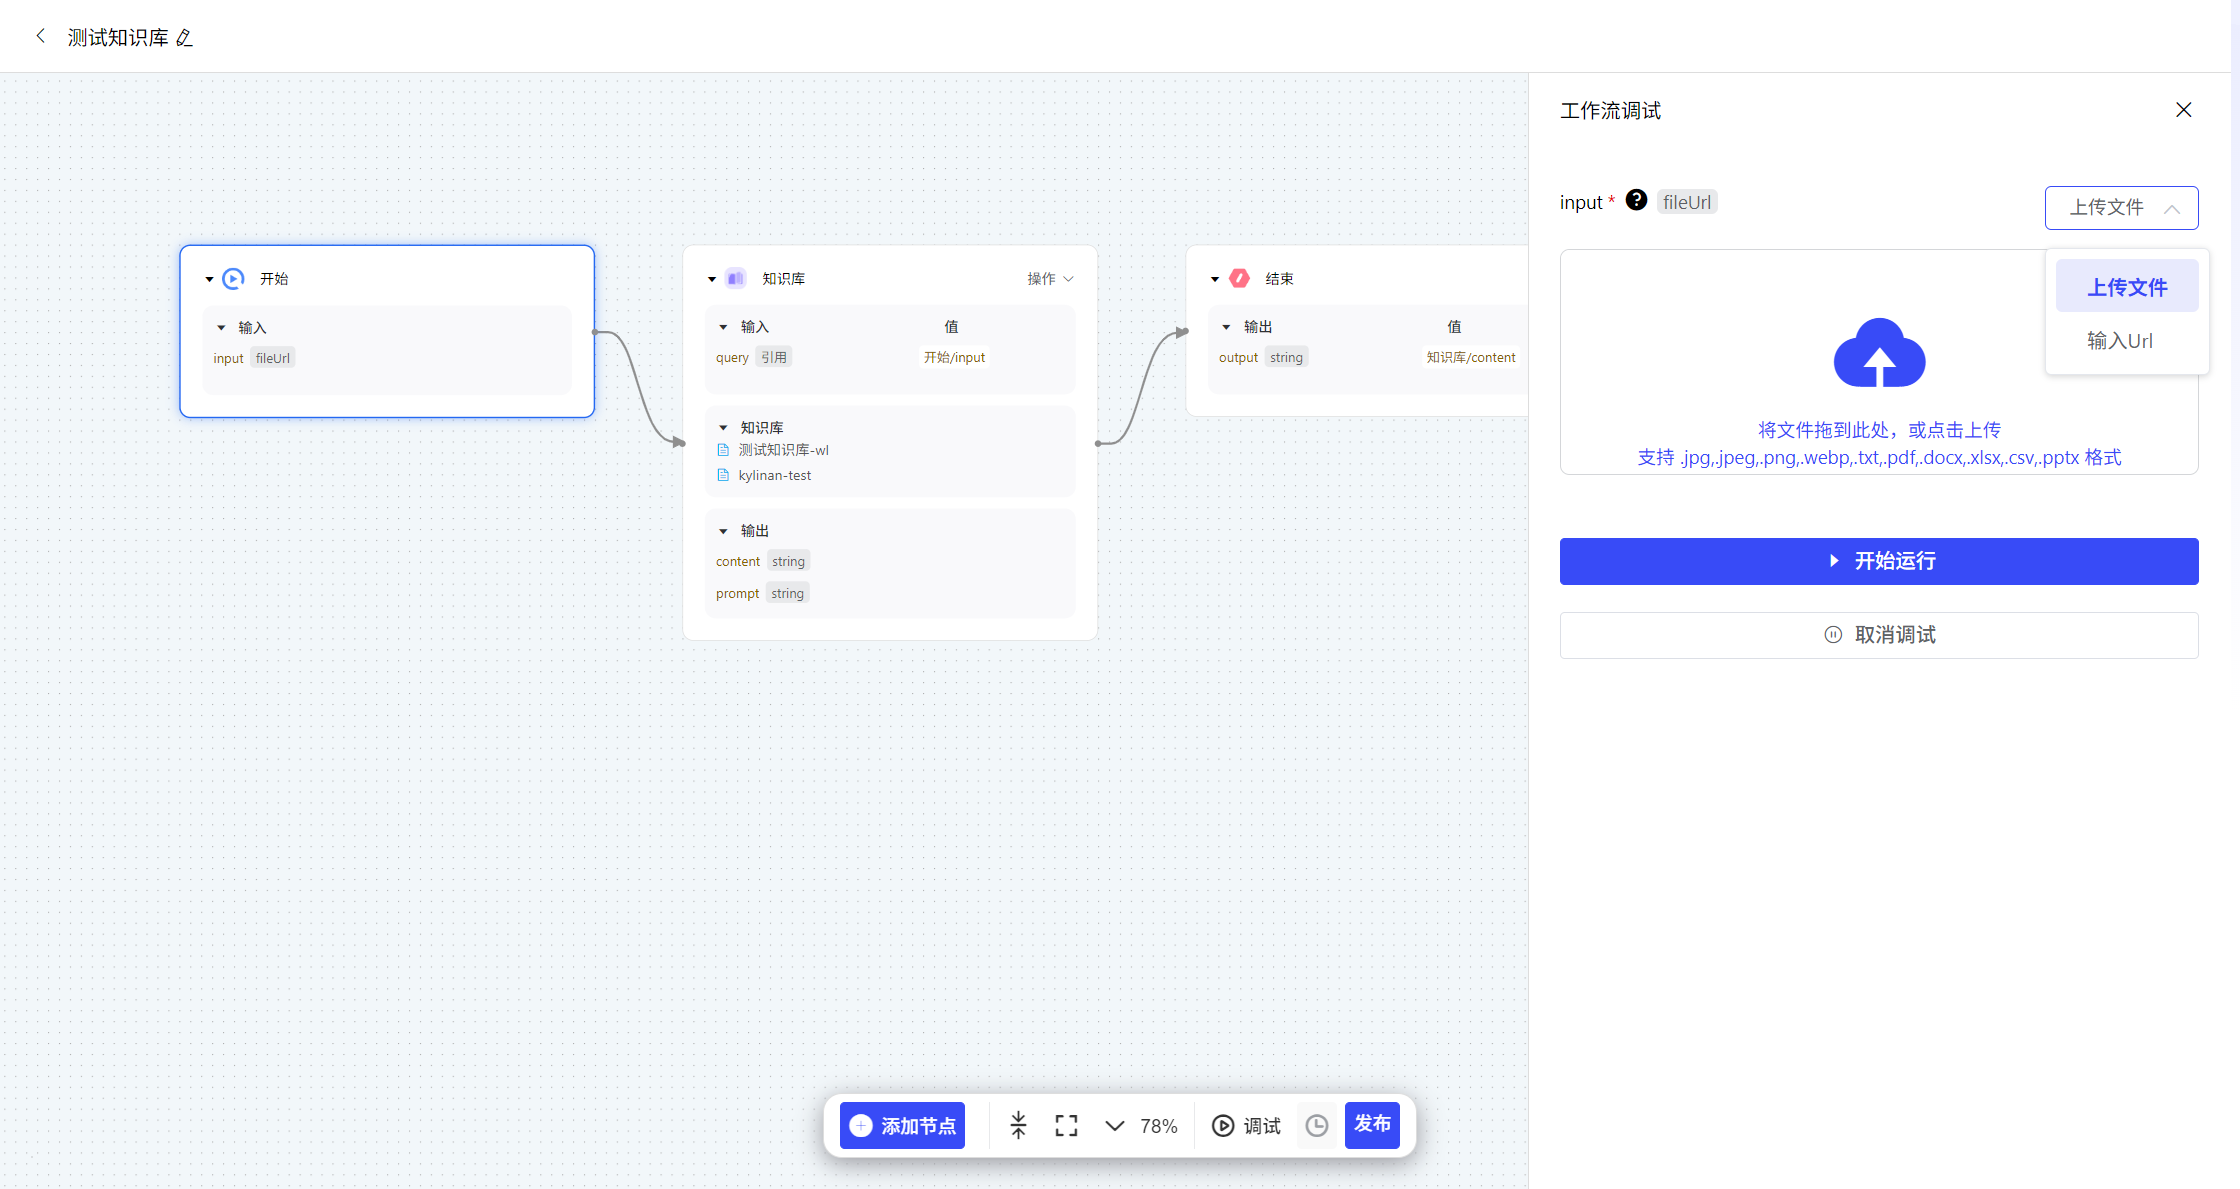 测试知识库
工作流调试
input * ? fileUrl
上传文件
上传文件
输入Url
将文件拖到此处，或点击上传
支持 .jpg,.jpeg,.png,.webp,.txt,.pdf,.docx,.xlsx,.csv,.pptx 格式
开始运行
取消调试
开始
输入
input fileUrl
知识库 操作
输入 值
query 引用 开始/input
知识库
测试知识库-wl
kylinan-test
输出
content string
prompt string
结束
输出 值
output string 知识库/content
添加节点 78% 调试 发布